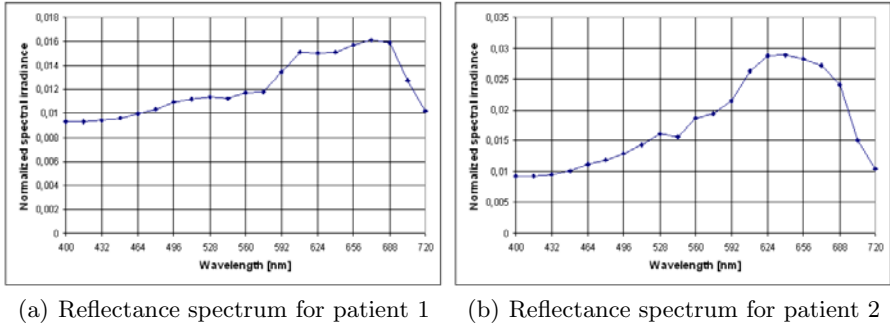 0,018
0,016
0,014
0,012
0,01
0,008
0,006
0,004
0,002
0
Normalized spectral irradiance
400 432 464 496 528 560 592 624 656 688 720
Wavelength [nm]
0,035
0,03
0,025
0,02
0,015
0,01
0,005
0
Normalized spectral irradiance
400 432 464 496 528 560 592 624 656 688 720
Wavelength [nm]
(a) Reflectance spectrum for patient 1
(b) Reflectance spectrum for patient 2